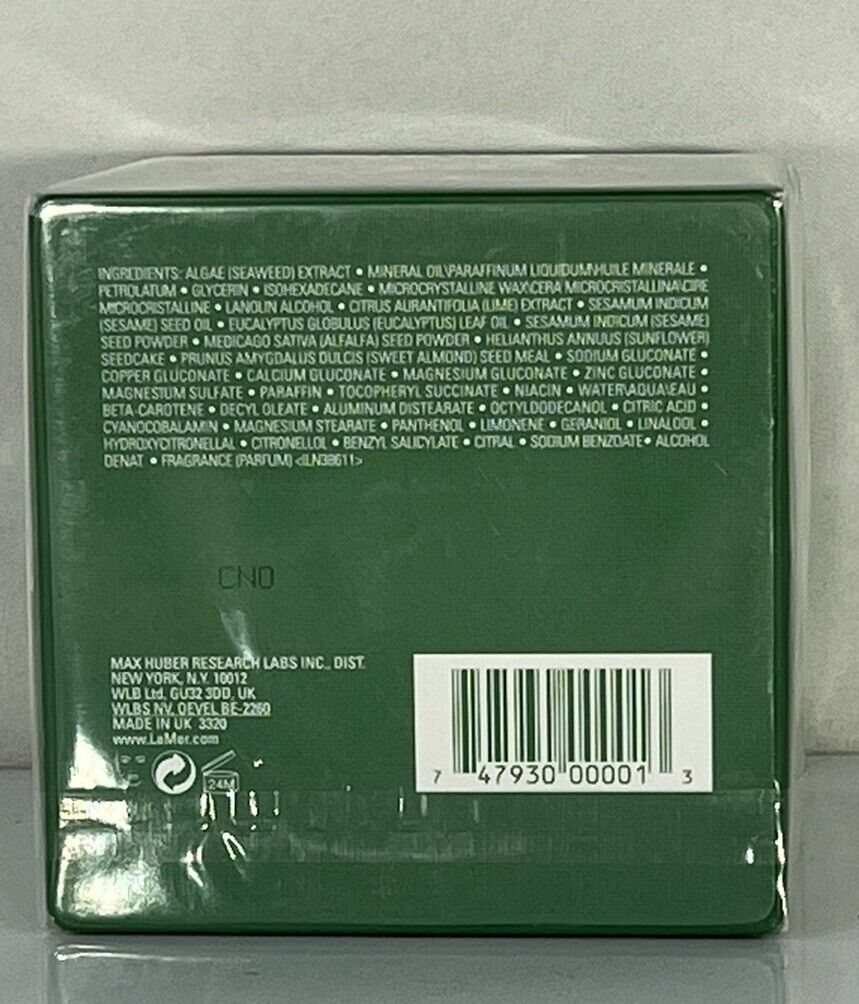 INGREDIENTS: ALGAE (SEAWEED) EXTRACT • MINERAL OIL\PARAFFINUM LIQUIDUM\HUILE MINERALE •
PETROLATUM • GLYCERIN • ISOHEXADECANE • MICROCRYSTALLINE WAX\CERA MICROCRISTALLINA\CIRE
MICROCRISTALLINE • LANOLIN ALCOHOL • CITRUS AURANTIFOLIA (LIME) EXTRACT • SESAMUM INDICUM
(SESAME) SEED OIL • EUCALYPTUS GLOBULUS (EUCALYPTUS) LEAF OIL • SESAMUM INDICUM (SESAME)
SEED POWDER • MEDICAGO SATIVA (ALFALFA) SEED POWDER • HELIANTHUS ANNUUS (SUNFLOWER)
SEEDCAKE • PRUNUS AMYGDALUS DULCIS (SWEET ALMOND) SEED MEAL • SODIUM GLUCONATE •
COPPER GLUCONATE • CALCIUM GLUCONATE • MAGNESIUM GLUCONATE • ZINC GLUCONATE •
MAGNESIUM SULFATE • PARAFFIN • TOCOPHERYL SUCCINATE • NIACIN • WATER\AQUA\EAU •
BETA-CAROTENE • DECYL OLEATE • ALUMINUM DISTEARATE • OCTYLDODECANOL • CITRIC ACID •
CYANOCOBALAMIN • MAGNESIUM STEARATE • PANTHENOL • LIMONENE • GERANIOL • LINALOOL •
HYDROXYCITRONELLAL • CITRONELLOL • BENZYL SALICYLATE • CITRAL • SODIUM BENZOATE • ALCOHOL
DENAT • FRAGRANCE (PARFUM) <ILN38611>
CN0
MAX HUBER RESEARCH LABS INC., DIST.
NEW YORK, N.Y. 10012
WLB Ltd, GU32 3DD, UK
WLBS NV, OEVEL BE-2260
MADE IN UK 3320
www.LaMer.com
24M
7 47930 00001 3